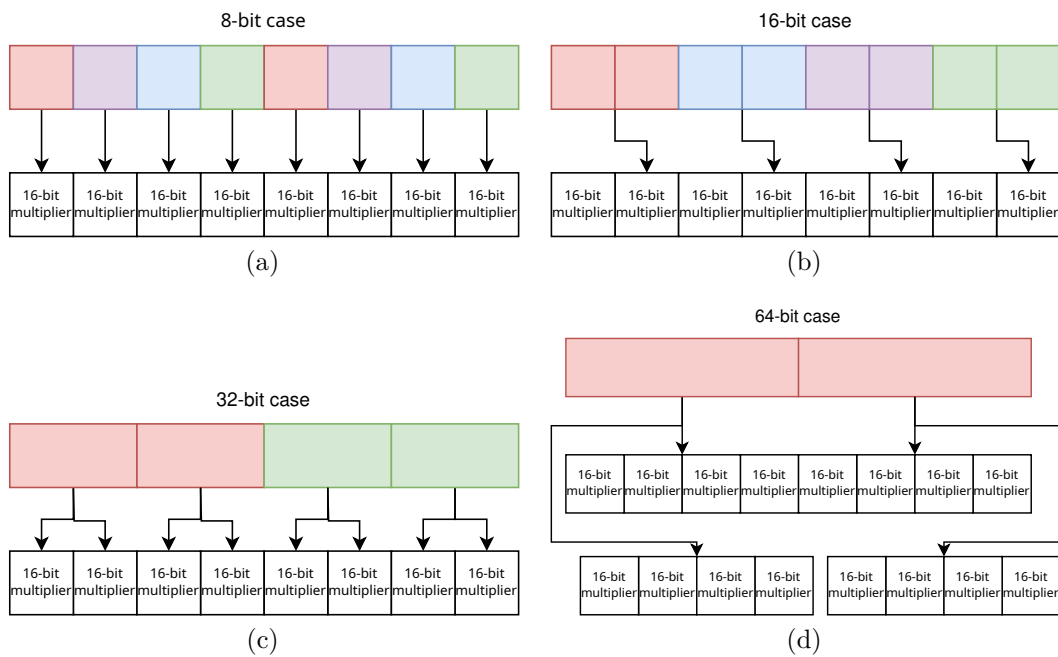 8-bit case
16-bit multiplier 16-bit multiplier 16-bit multiplier 16-bit multiplier 16-bit multiplier 16-bit multiplier 16-bit multiplier 16-bit multiplier
(a)
16-bit case
16-bit multiplier 16-bit multiplier 16-bit multiplier 16-bit multiplier 16-bit multiplier 16-bit multiplier 16-bit multiplier 16-bit multiplier
(b)
32-bit case
16-bit multiplier 16-bit multiplier 16-bit multiplier 16-bit multiplier 16-bit multiplier 16-bit multiplier 16-bit multiplier 16-bit multiplier
(c)
64-bit case
16-bit multiplier 16-bit multiplier 16-bit multiplier 16-bit multiplier 16-bit multiplier 16-bit multiplier 16-bit multiplier 16-bit multiplier
16-bit multiplier 16-bit multiplier 16-bit multiplier 16-bit multiplier 16-bit multiplier 16-bit multiplier 16-bit multiplier 16-bit multiplier
(d)